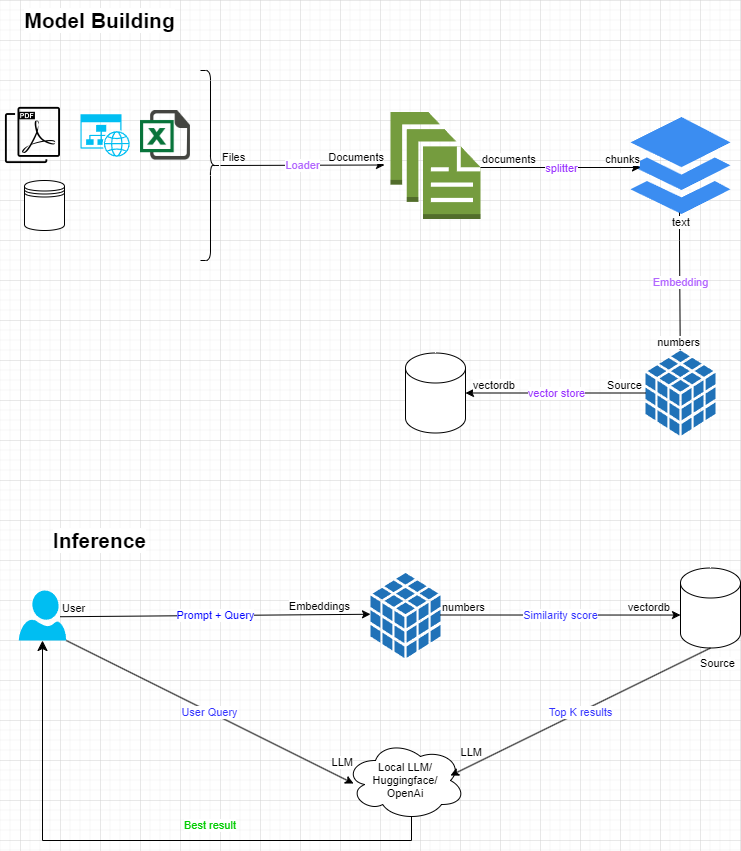 Model Building
PDF
X
Files
Loader
Documents
documents
splitter
chunks
text
Embedding
numbers
vectordb
vector store
Source
Inference
User
Prompt + Query
Embeddings
numbers
Similarity score
vectordb
Source
User Query
Top K results
LLM
LLM
Local LLM/
Huggingface/
OpenAi
Best result